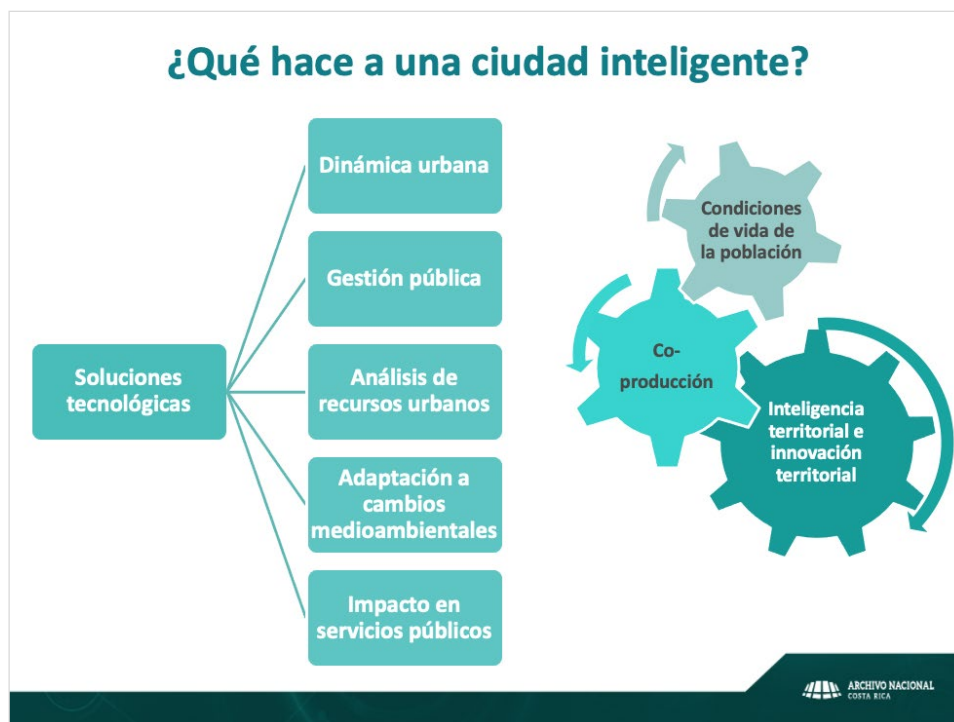 ¿Qué hace a una ciudad inteligente?
Soluciones
tecnológicas
Dinámica urbana
Gestión pública
Análisis de
recursos urbanos
Adaptación a
cambios
medioambientales
Impacto en
servicios públicos
Condiciones
de vida de
la población
Co-
producción
Inteligencia
territorial e
innovación
territorial
ARCHIVO NACIONAL
COSTA RICA